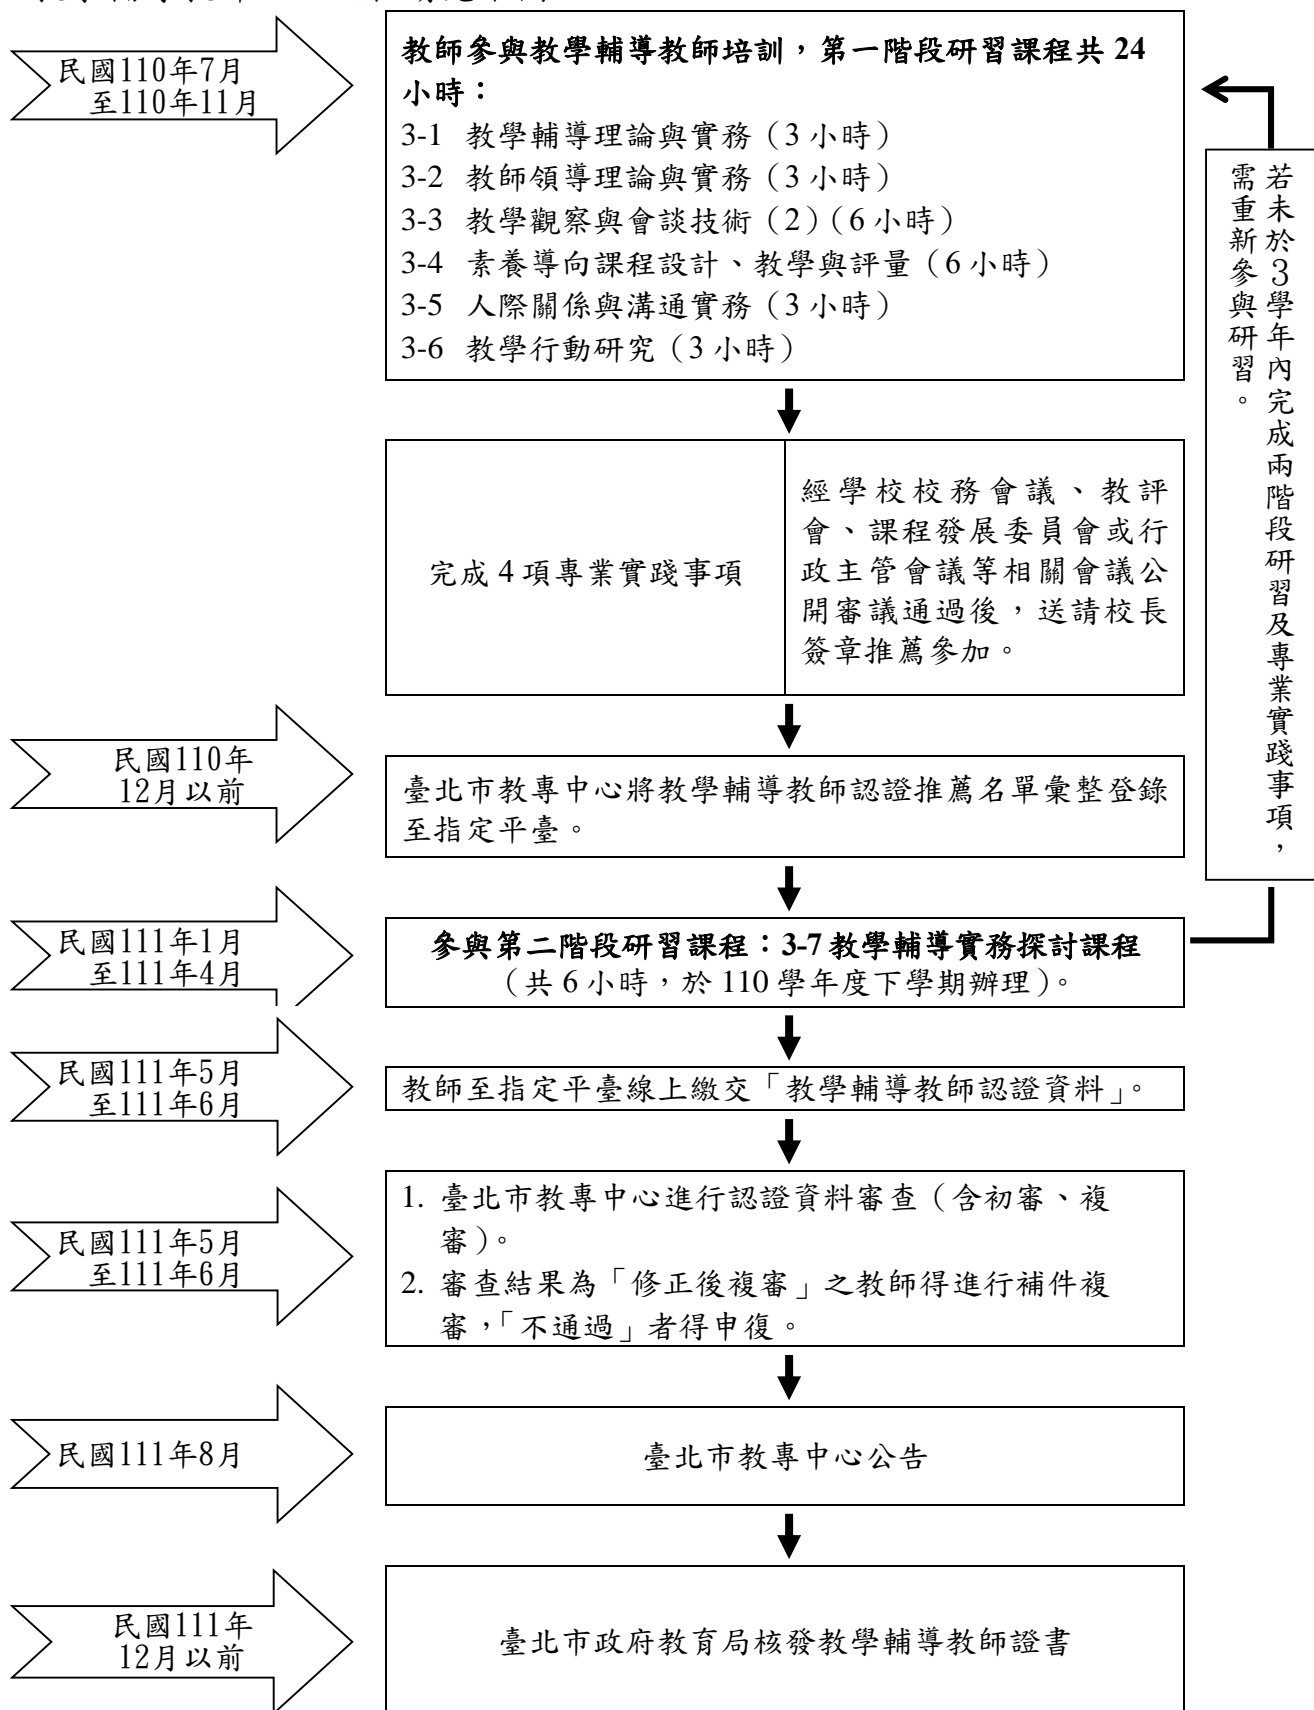 民國110年7月
至110年11月
教師參與教學輔導教師培訓，第一階段研習課程共 24
小時：
3-1 教學輔導理論與實務（3 小時）
3-2 教師領導理論與實務（3 小時）
3-3 教學觀察與會談技術（2）（6 小時）
3-4 素養導向課程設計、教學與評量（6 小時）
3-5 人際關係與溝通實務（3 小時）
3-6 教學行動研究（3 小時）
若未於3學年內完成兩階段研習及專業實踐事項，
需重新參與研習。
完成 4 項專業實踐事項
經學校校務會議、教評
會、課程發展委員會或行
政主管會議等相關會議公
開審議通過後，送請校長
簽章推薦參加。
民國110年
12月以前
臺北市教專中心將教學輔導教師認證推薦名單彙整登錄
至指定平臺。
民國111年1月
至111年4月
參與第二階段研習課程：3-7 教學輔導實務探討課程
（共 6 小時，於 110 學年度下學期辦理）。
民國111年5月
至111年6月
教師至指定平臺線上繳交「教學輔導教師認證資料」。
民國111年5月
至111年6月
1. 臺北市教專中心進行認證資料審查（含初審、複
審）。
2. 審查結果為「修正後複審」之教師得進行補件複
審，「不通過」者得申復。
民國111年8月
臺北市教專中心公告
民國111年
12月以前
臺北市政府教育局核發教學輔導教師證書